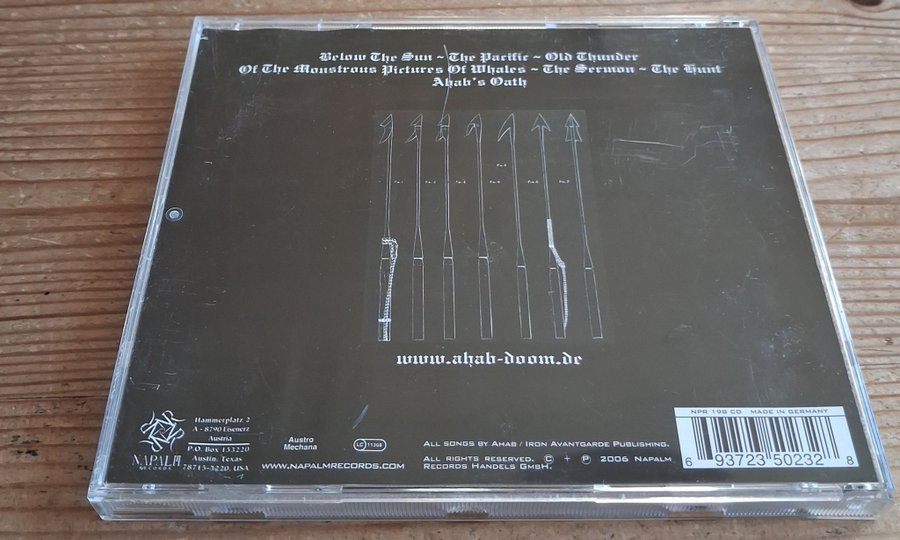 Below The Sun ~ The Pacific ~ Old Thunder
Of The Monstrous Pictures Of Whales ~ The Sermon ~ The Hunt
Ahab's Oath
www.ahab-doom.de
NAPALM
RECORDS
Hammerplatz 2
A - 8790 Eisenerz
Austria
P.O. Box 153220
Austin, Texas
78715-3220, USA
Austro
Mechana
LC 11368
WWW.NAPALMRECORDS.COM
ALL SONGS BY AHAB / IRON AVANTGARDE PUBLISHING.
ALL RIGHTS RESERVED. © + ℗ 2006 NAPALM
RECORDS HANDELS GMBH.
NPR 198 CD MADE IN GERMANY
6 93723 50232 8